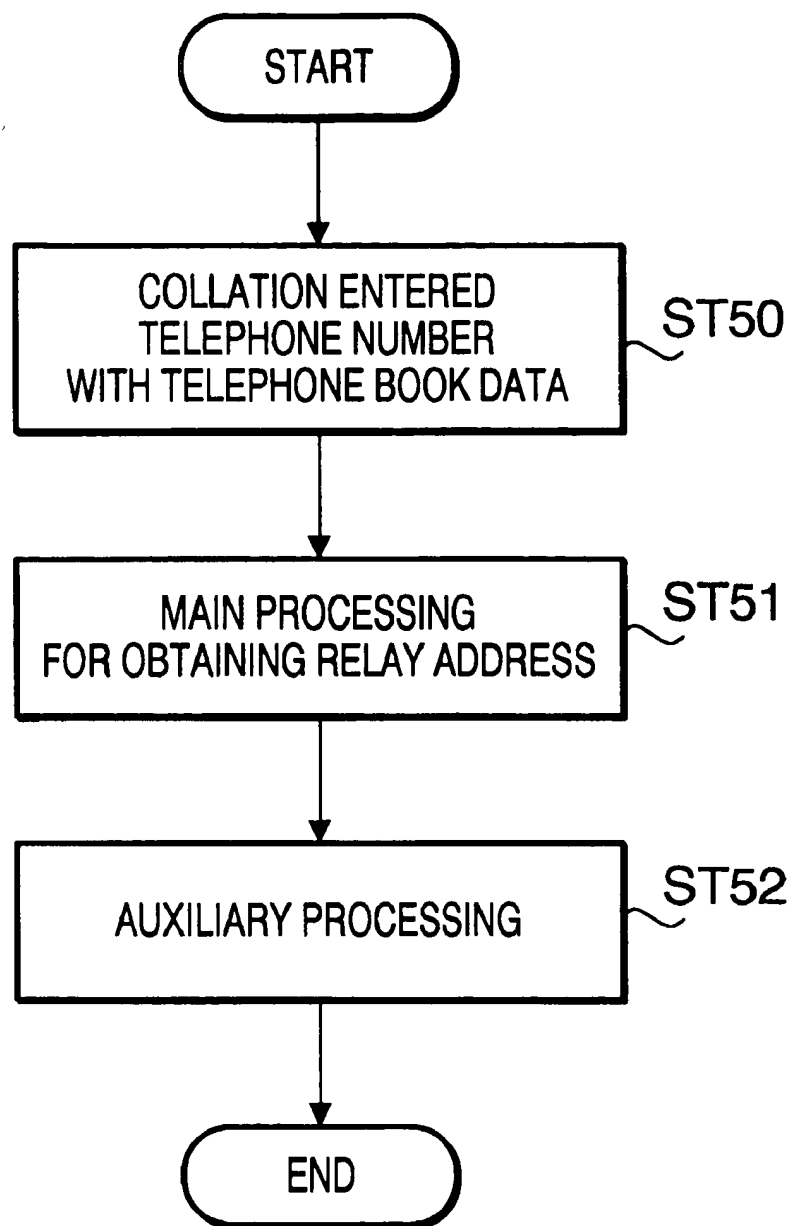 START
COLLATION ENTERED
TELEPHONE NUMBER
WITH TELEPHONE BOOK DATA
ST50
MAIN PROCESSING
FOR OBTAINING RELAY ADDRESS
ST51
AUXILIARY PROCESSING
ST52
END